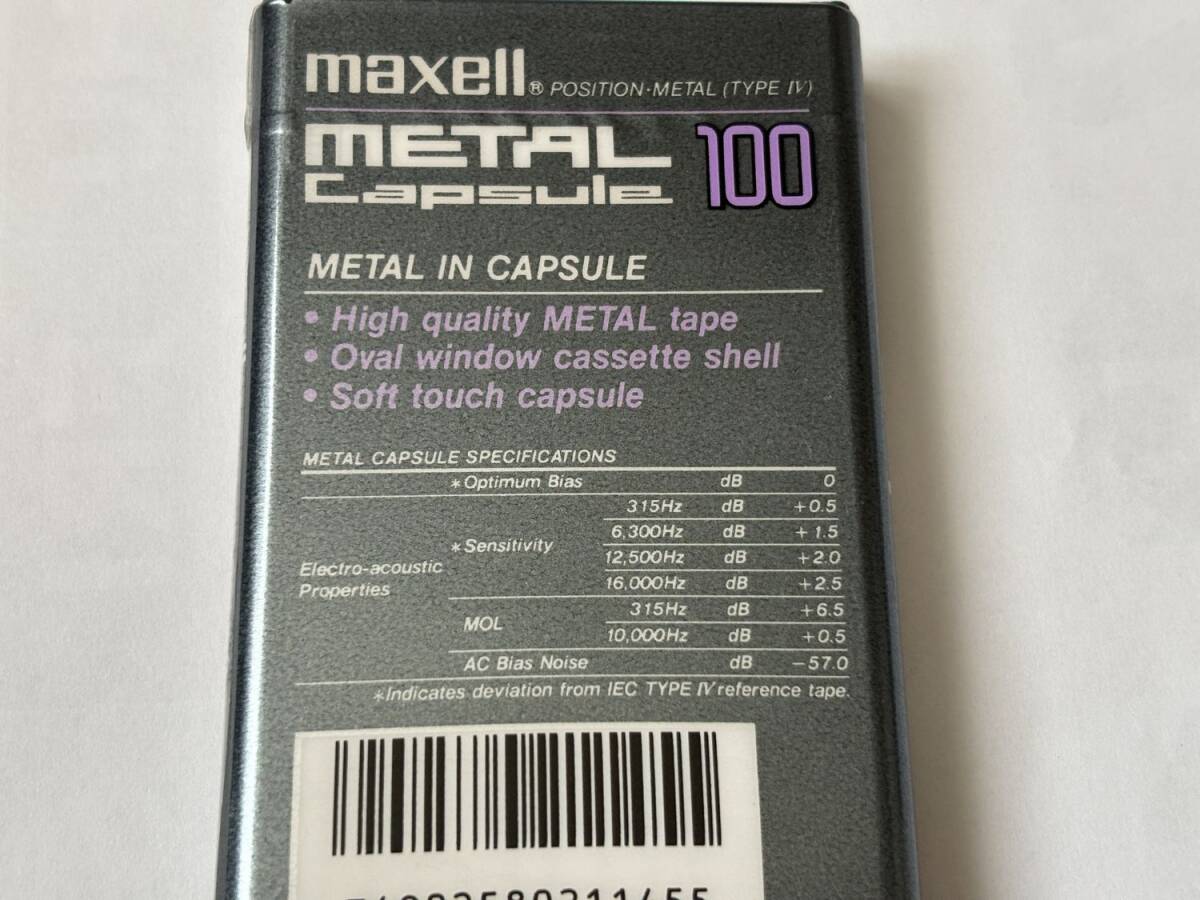 maxell® POSITION·METAL (TYPE IV)
METAL 100
Capsule
METAL IN CAPSULE
• High quality METAL tape
• Oval window cassette shell
• Soft touch capsule
METAL CAPSULE SPECIFICATIONS
*Optimum Bias dB 0
315Hz dB +0.5
6,300Hz dB +1.5
*Sensitivity
12,500Hz dB +2.0
Electro-acoustic
Properties
16,000Hz dB +2.5
315Hz dB +6.5
MOL
10,000Hz dB +0.5
AC Bias Noise dB −57.0
*Indicates deviation from IEC TYPE IV reference tape.